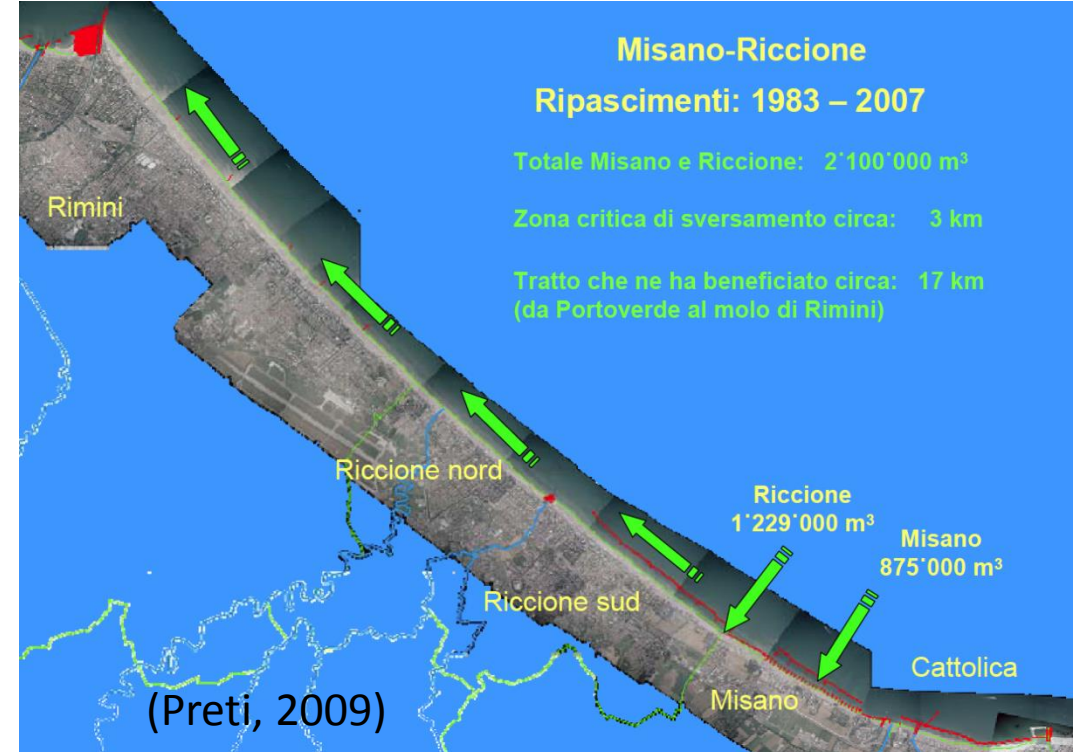 Misano-Riccione
Ripascimenti: 1983 – 2007
Totale Misano e Riccione: 2˙100˙000 m³
Zona critica di sversamento circa: 3 km
Tratto che ne ha beneficiato circa: 17 km
(da Portoverde al molo di Rimini)
Rimini
Riccione nord
Riccione
1˙229˙000 m³
Misano
875˙000 m³
Riccione sud
Cattolica
Misano
(Preti, 2009)